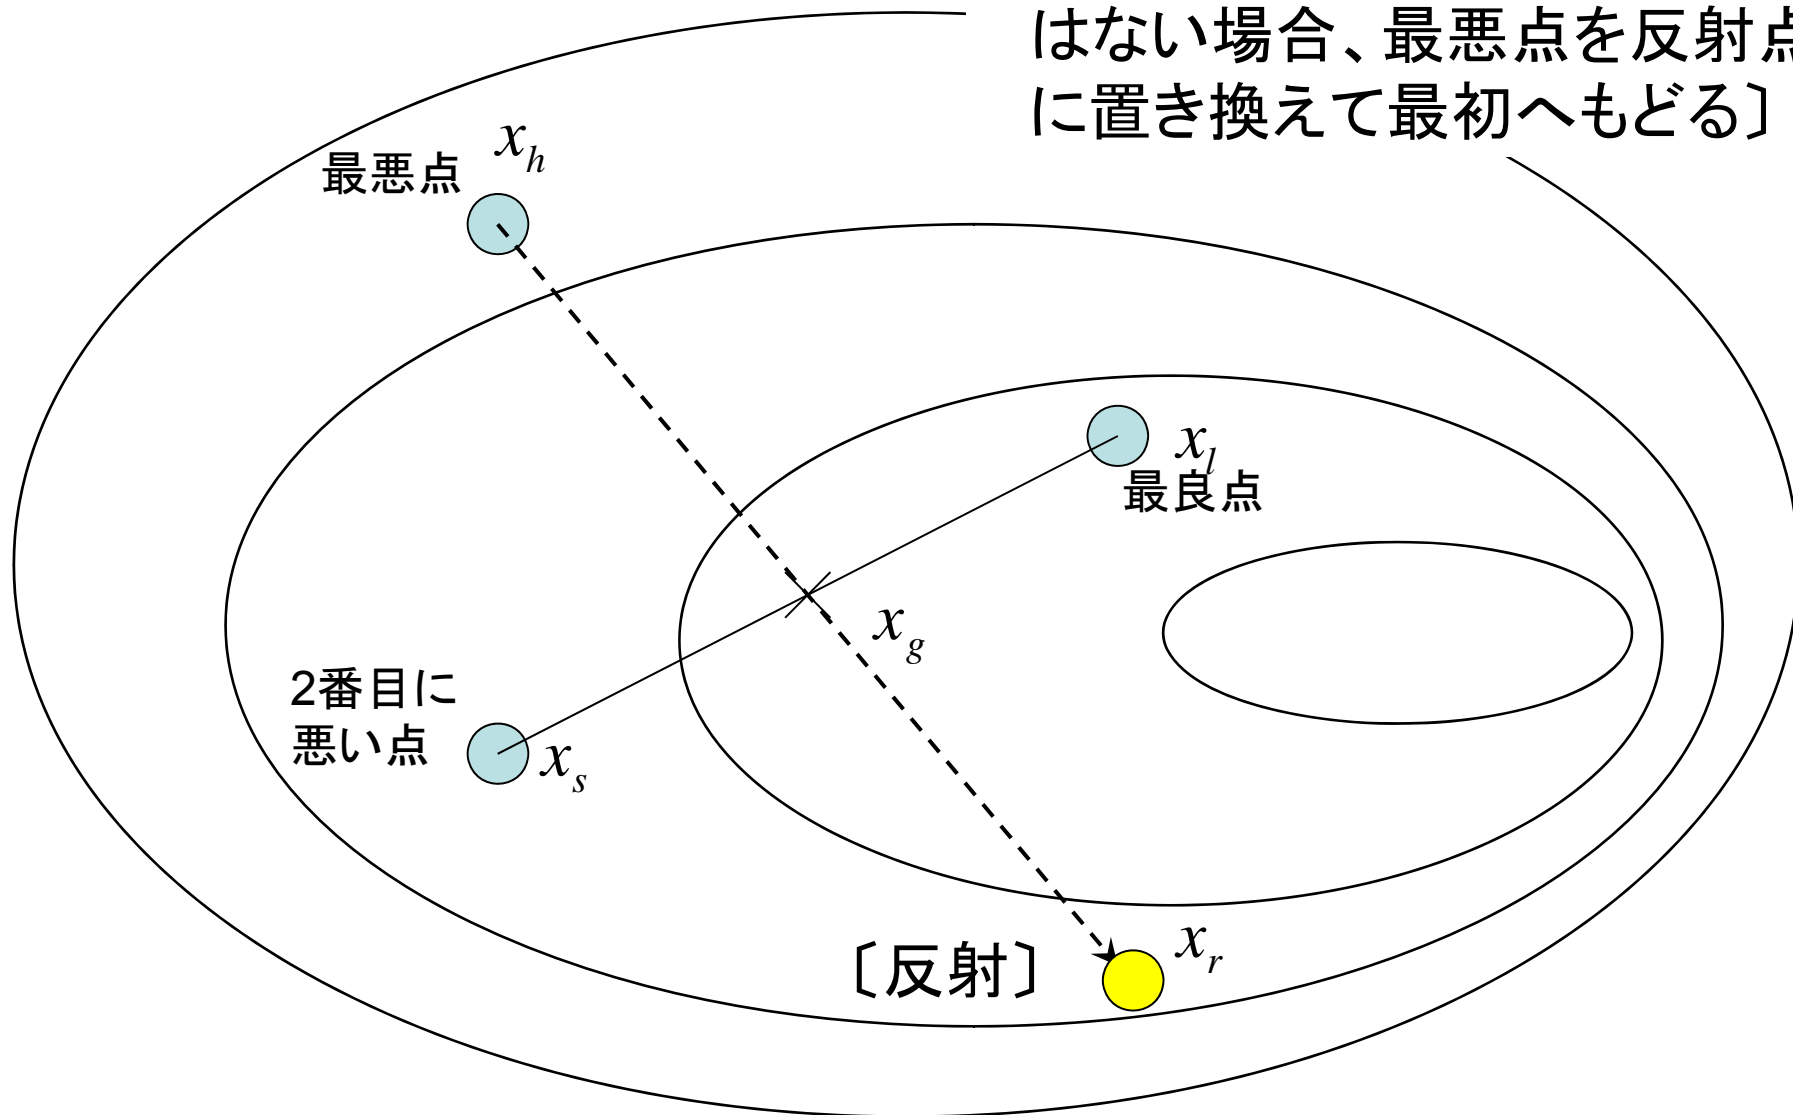 はない場合、最悪点を反射点
に置き換えて最初へもどる〕
x_h
最悪点
x_l
最良点
x_g
2番目に
悪い点
x_s
x_r
〔反射〕